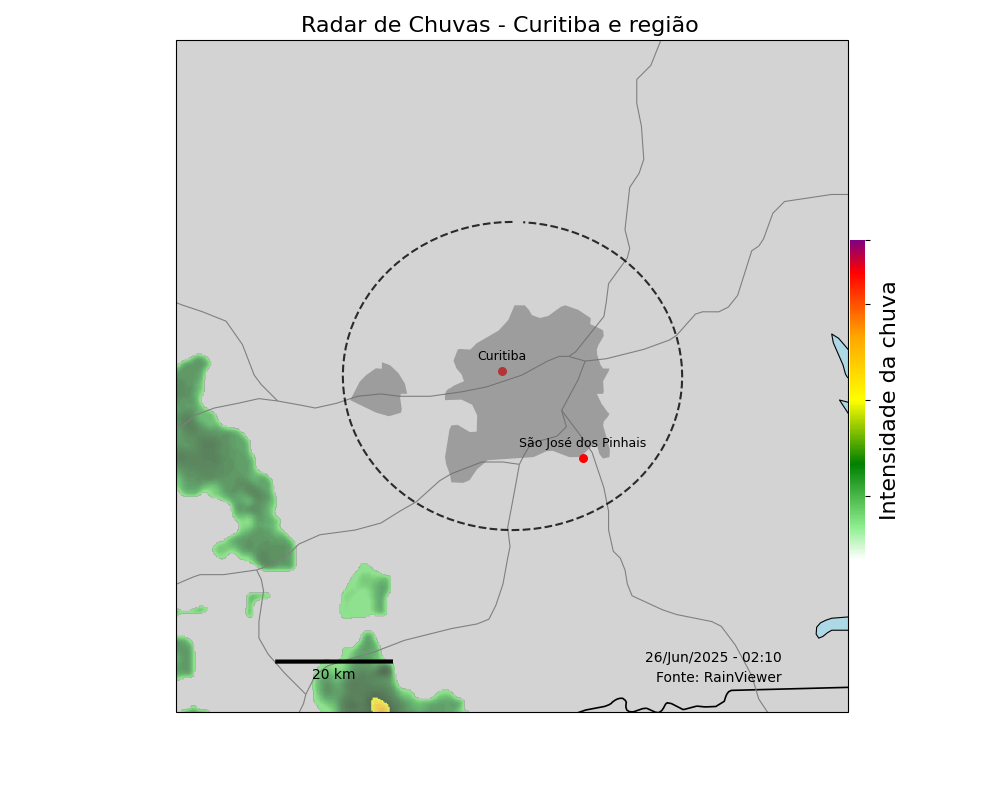 Radar de Chuvas - Curitiba e região
Curitiba
São José dos Pinhais
Intensidade da chuva
20 km
26/Jun/2025 - 02:10
Fonte: RainViewer